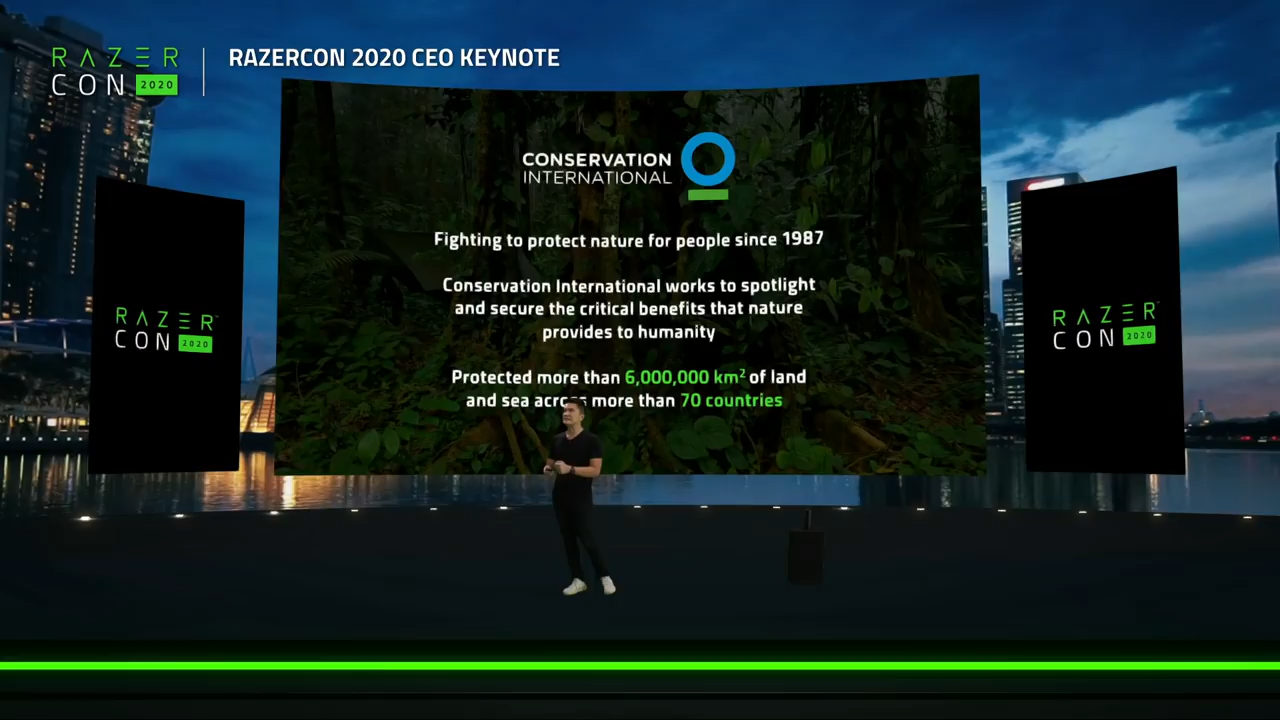 RAZER
CON 2020
RAZERCON 2020 CEO KEYNOTE
CONSERVATION
INTERNATIONAL
Fighting to protect nature for people since 1987
Conservation International works to spotlight
and secure the critical benefits that nature
provides to humanity
Protected more than 6,000,000 km² of land
and sea across more than 70 countries
RAZER
CON 2020
RAZER
CON 2020